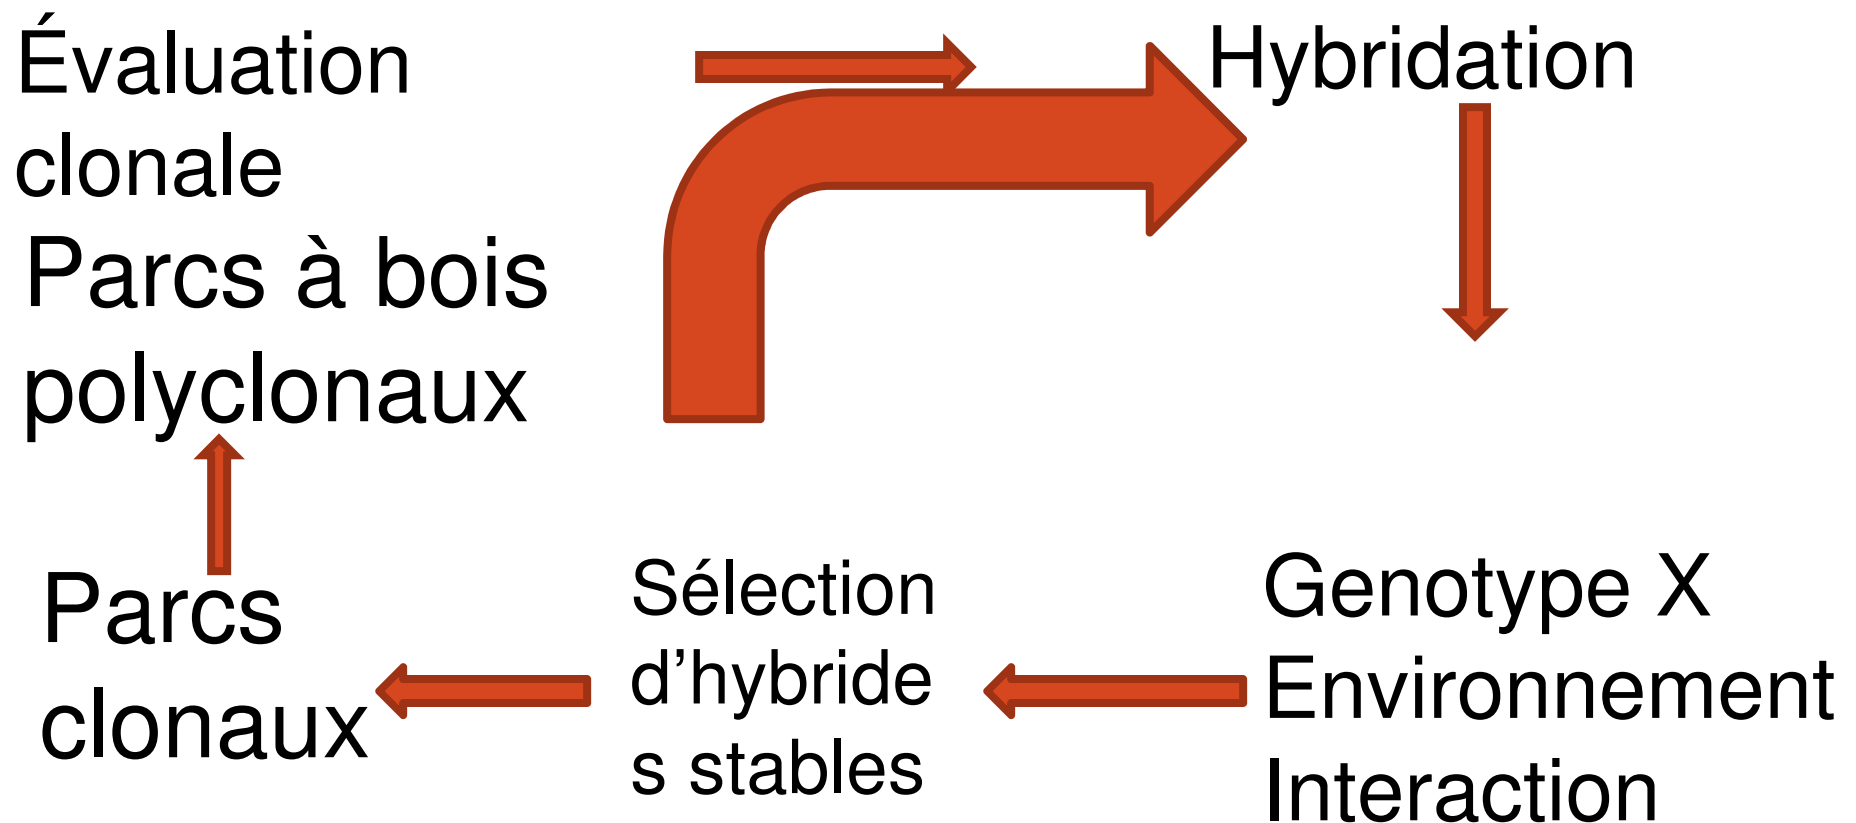 Évaluation
clonale
Parcs à bois
polyclonaux
Hybridation
Parcs
clonaux
Sélection
d’hybride
s stables
Genotype X
Environnement
Interaction